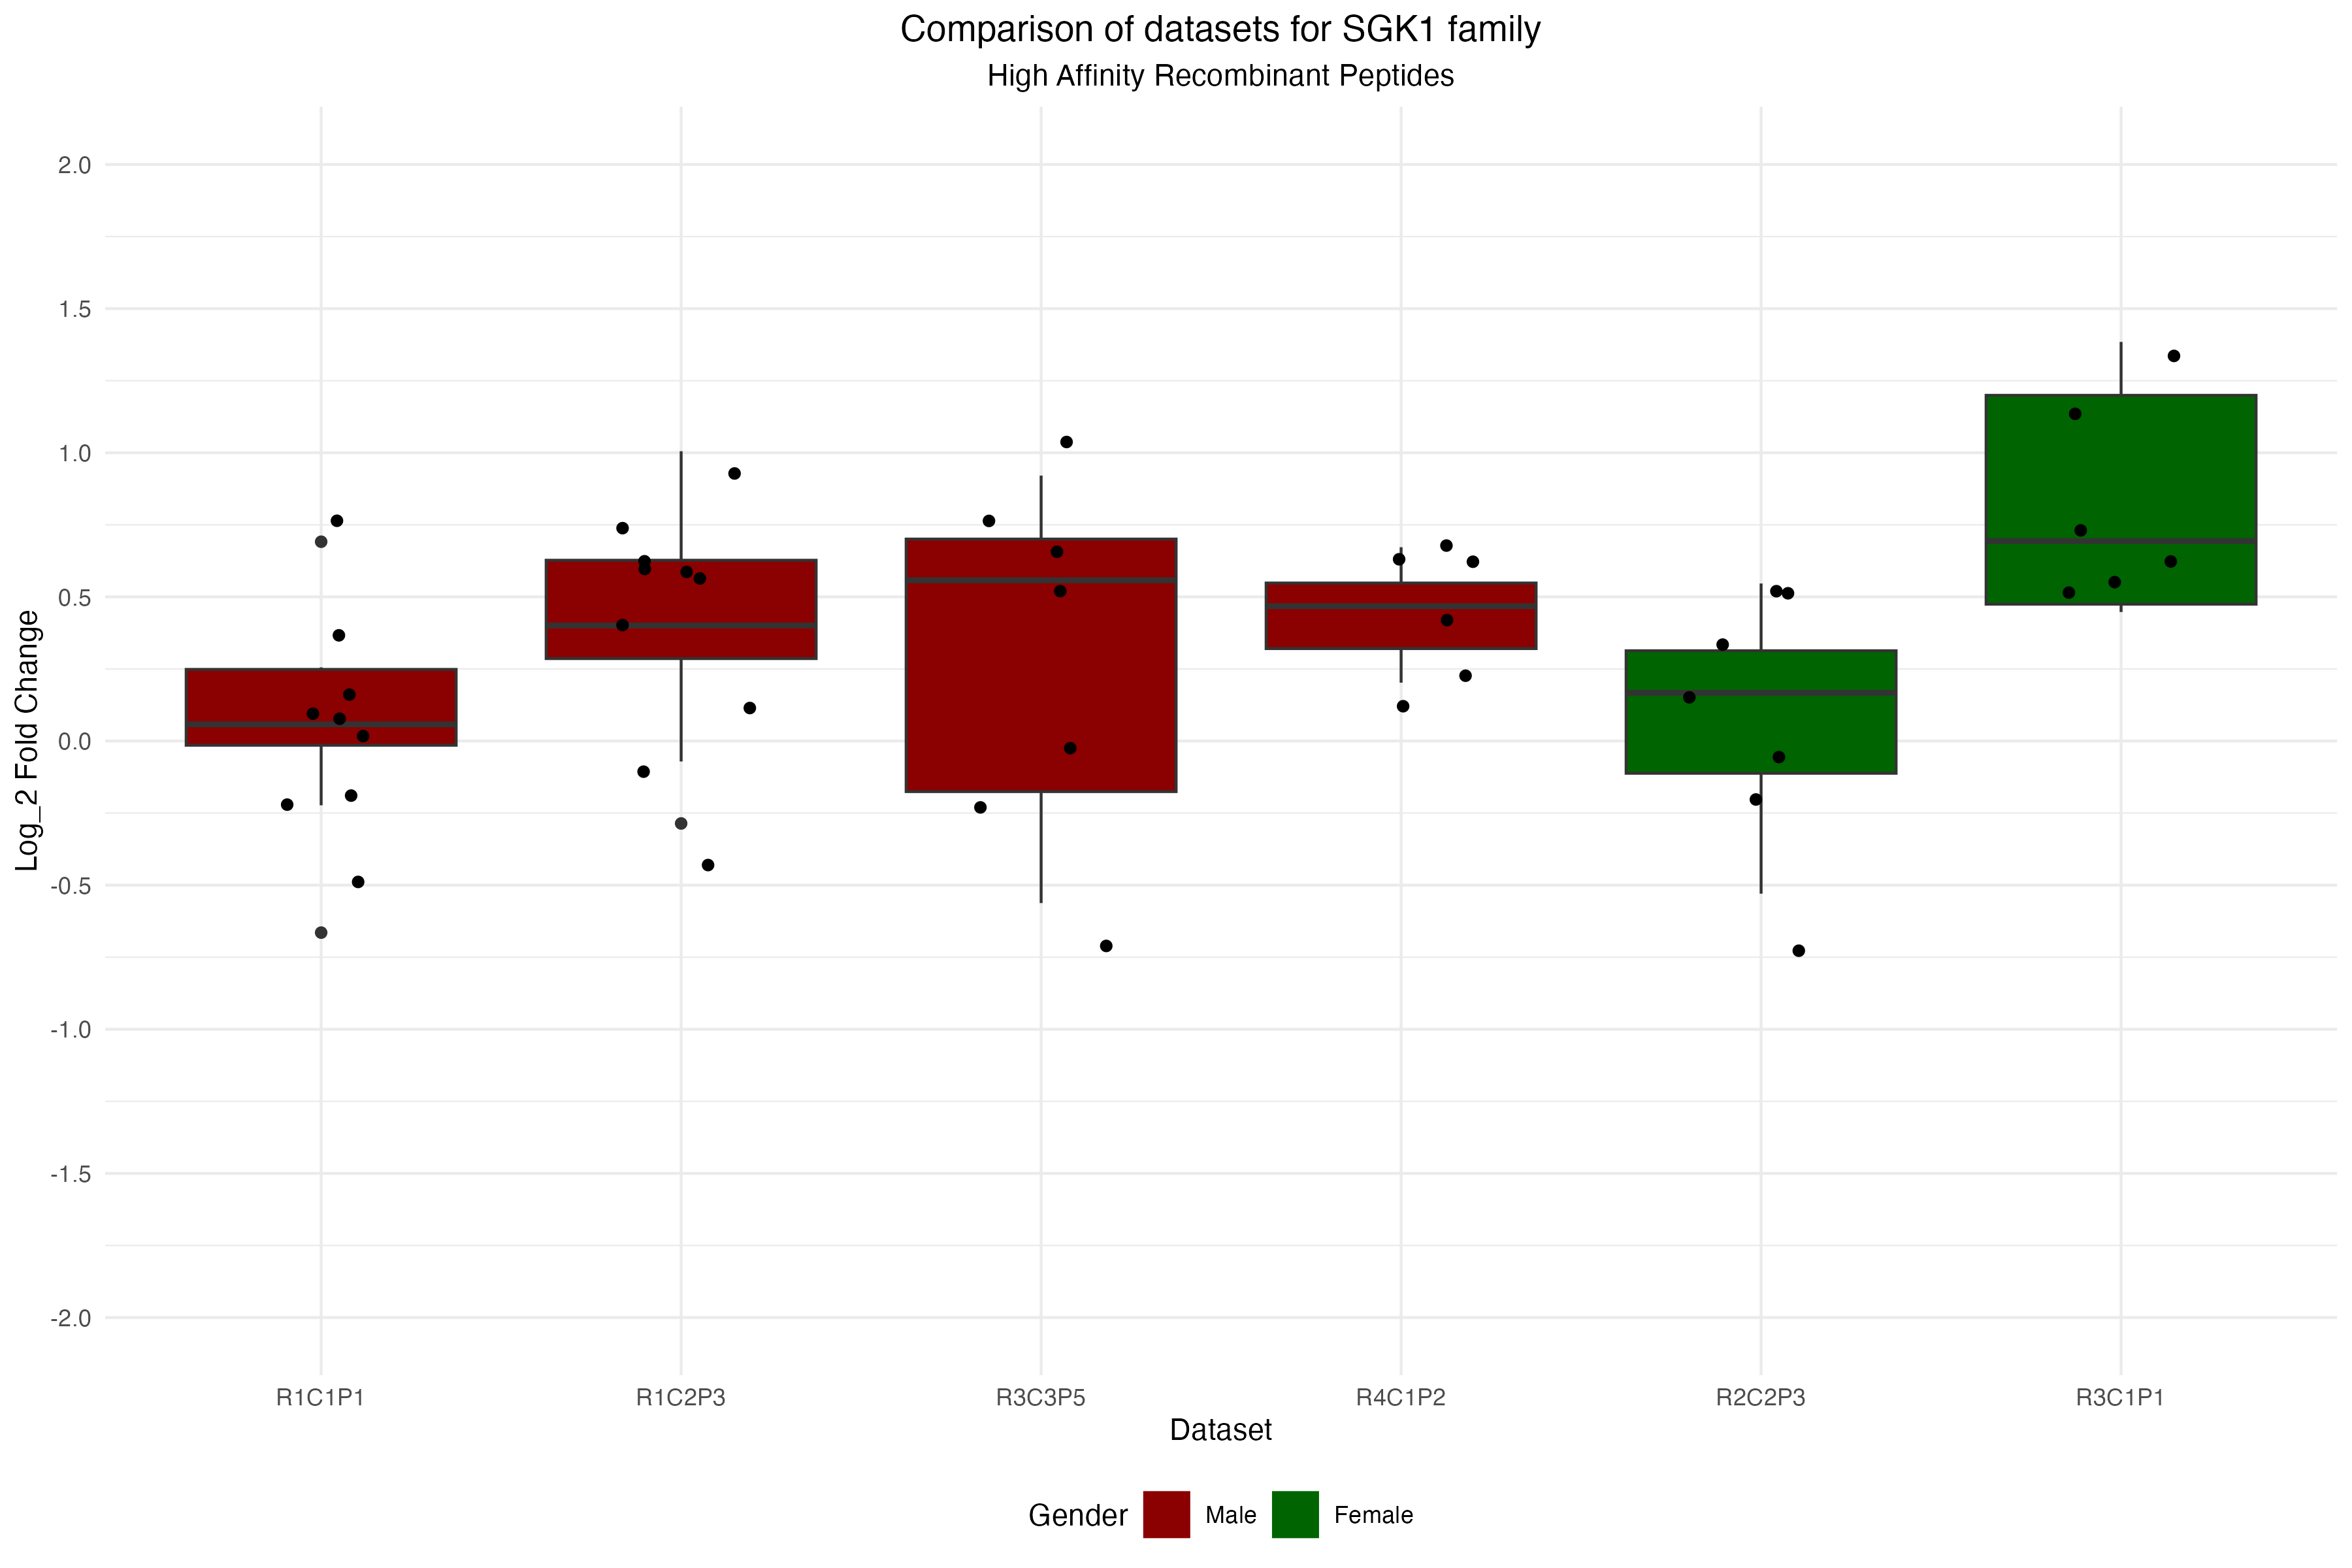 Comparison of datasets for SGK1 family
High Affinity Recombinant Peptides
Log_2 Fold Change
2.0
1.5
1.0
0.5
0.0
-0.5
-1.0
-1.5
-2.0
R1C1P1 R1C2P3 R3C3P5 R4C1P2 R2C2P3 R3C1P1
Dataset
Gender Male Female